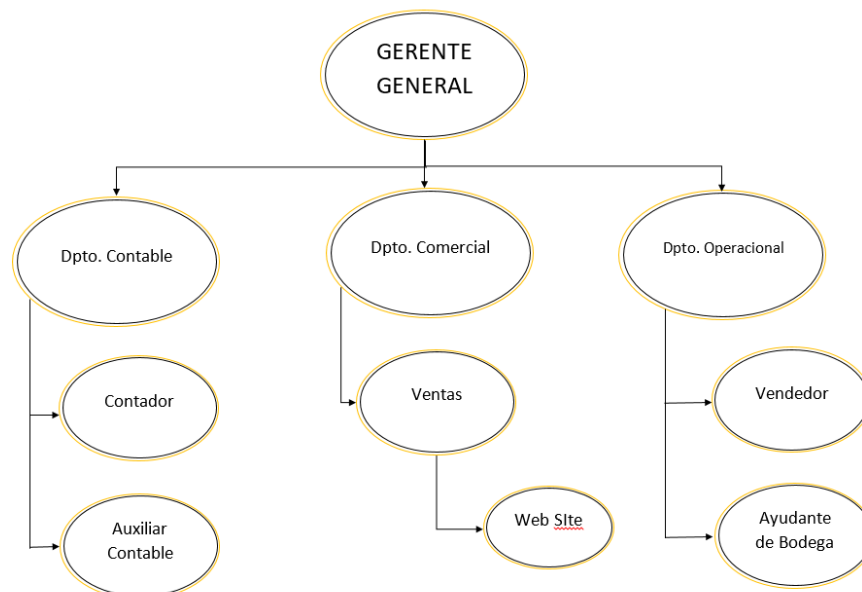 GERENTE
GENERAL
Dpto. Contable
Dpto. Comercial
Dpto. Operacional
Contador
Ventas
Vendedor
Auxiliar
Contable
Web SIte
Ayudante
de Bodega